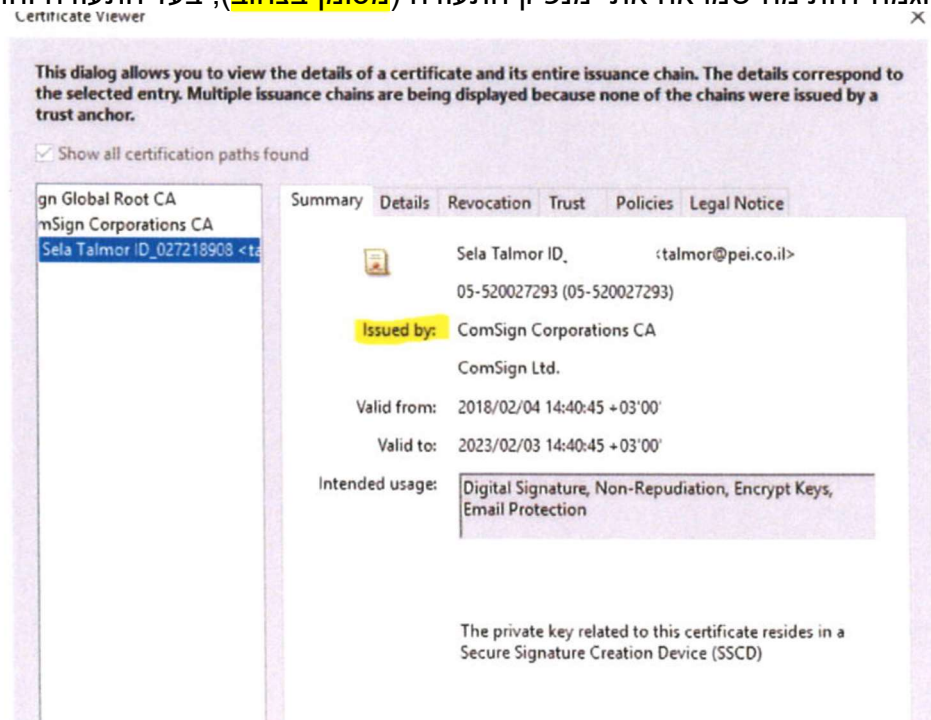 (מסומן בצהוב), בעל התעודה
Certificate Viewer
This dialog allows you to view the details of a certificate and its entire issuance chain. The details correspond to
the selected entry. Multiple issuance chains are being displayed because none of the chains were issued by a
trust anchor.
Show all certification paths found
gn Global Root CA
mSign Corporations CA
Sela Talmor ID_027218908 <ta
Summary Details Revocation Trust Policies Legal Notice
Sela Talmor ID_ <talmor@pei.co.il>
05-520027293 (05-520027293)
Issued by: ComSign Corporations CA
ComSign Ltd.
Valid from: 2018/02/04 14:40:45 +03'00'
Valid to: 2023/02/03 14:40:45 +03'00'
Intended usage: Digital Signature, Non-Repudiation, Encrypt Keys,
Email Protection
The private key related to this certificate resides in a
Secure Signature Creation Device (SSCD)